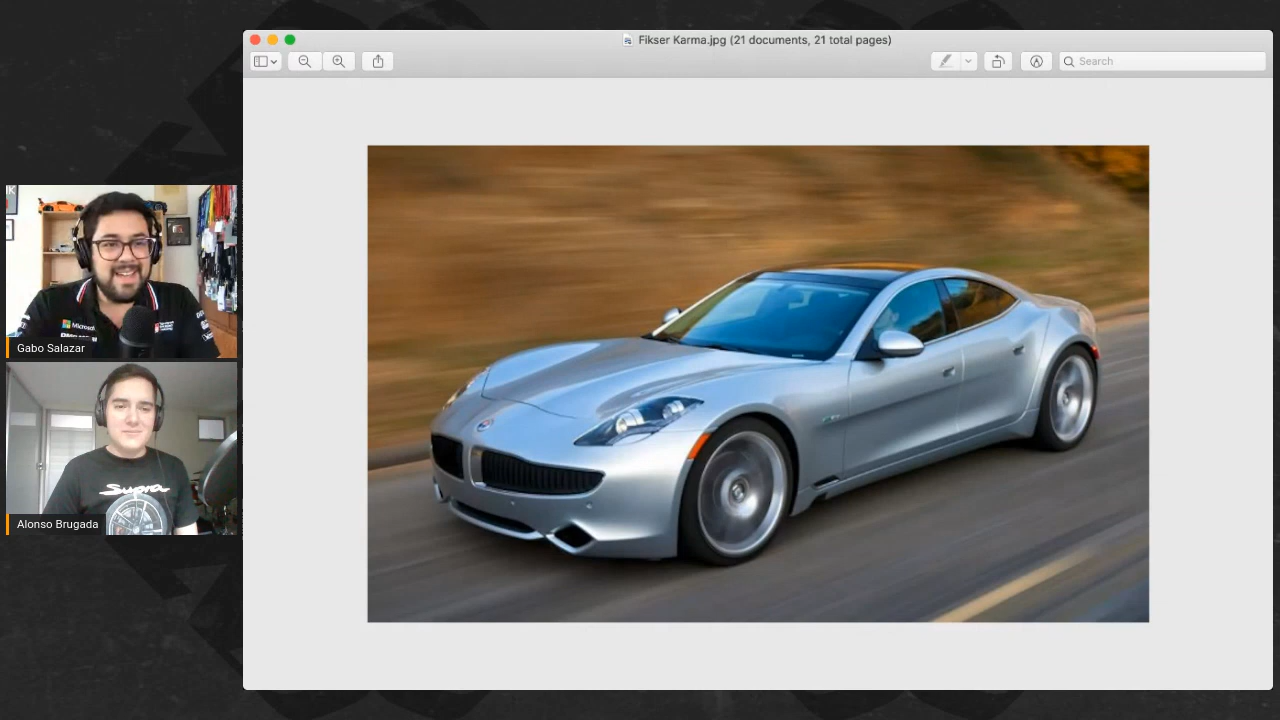 Fikser Karma.jpg (21 documents, 21 total pages)
Search
Microsoft
Gabo Salazar
Supra
Alonso Brugada